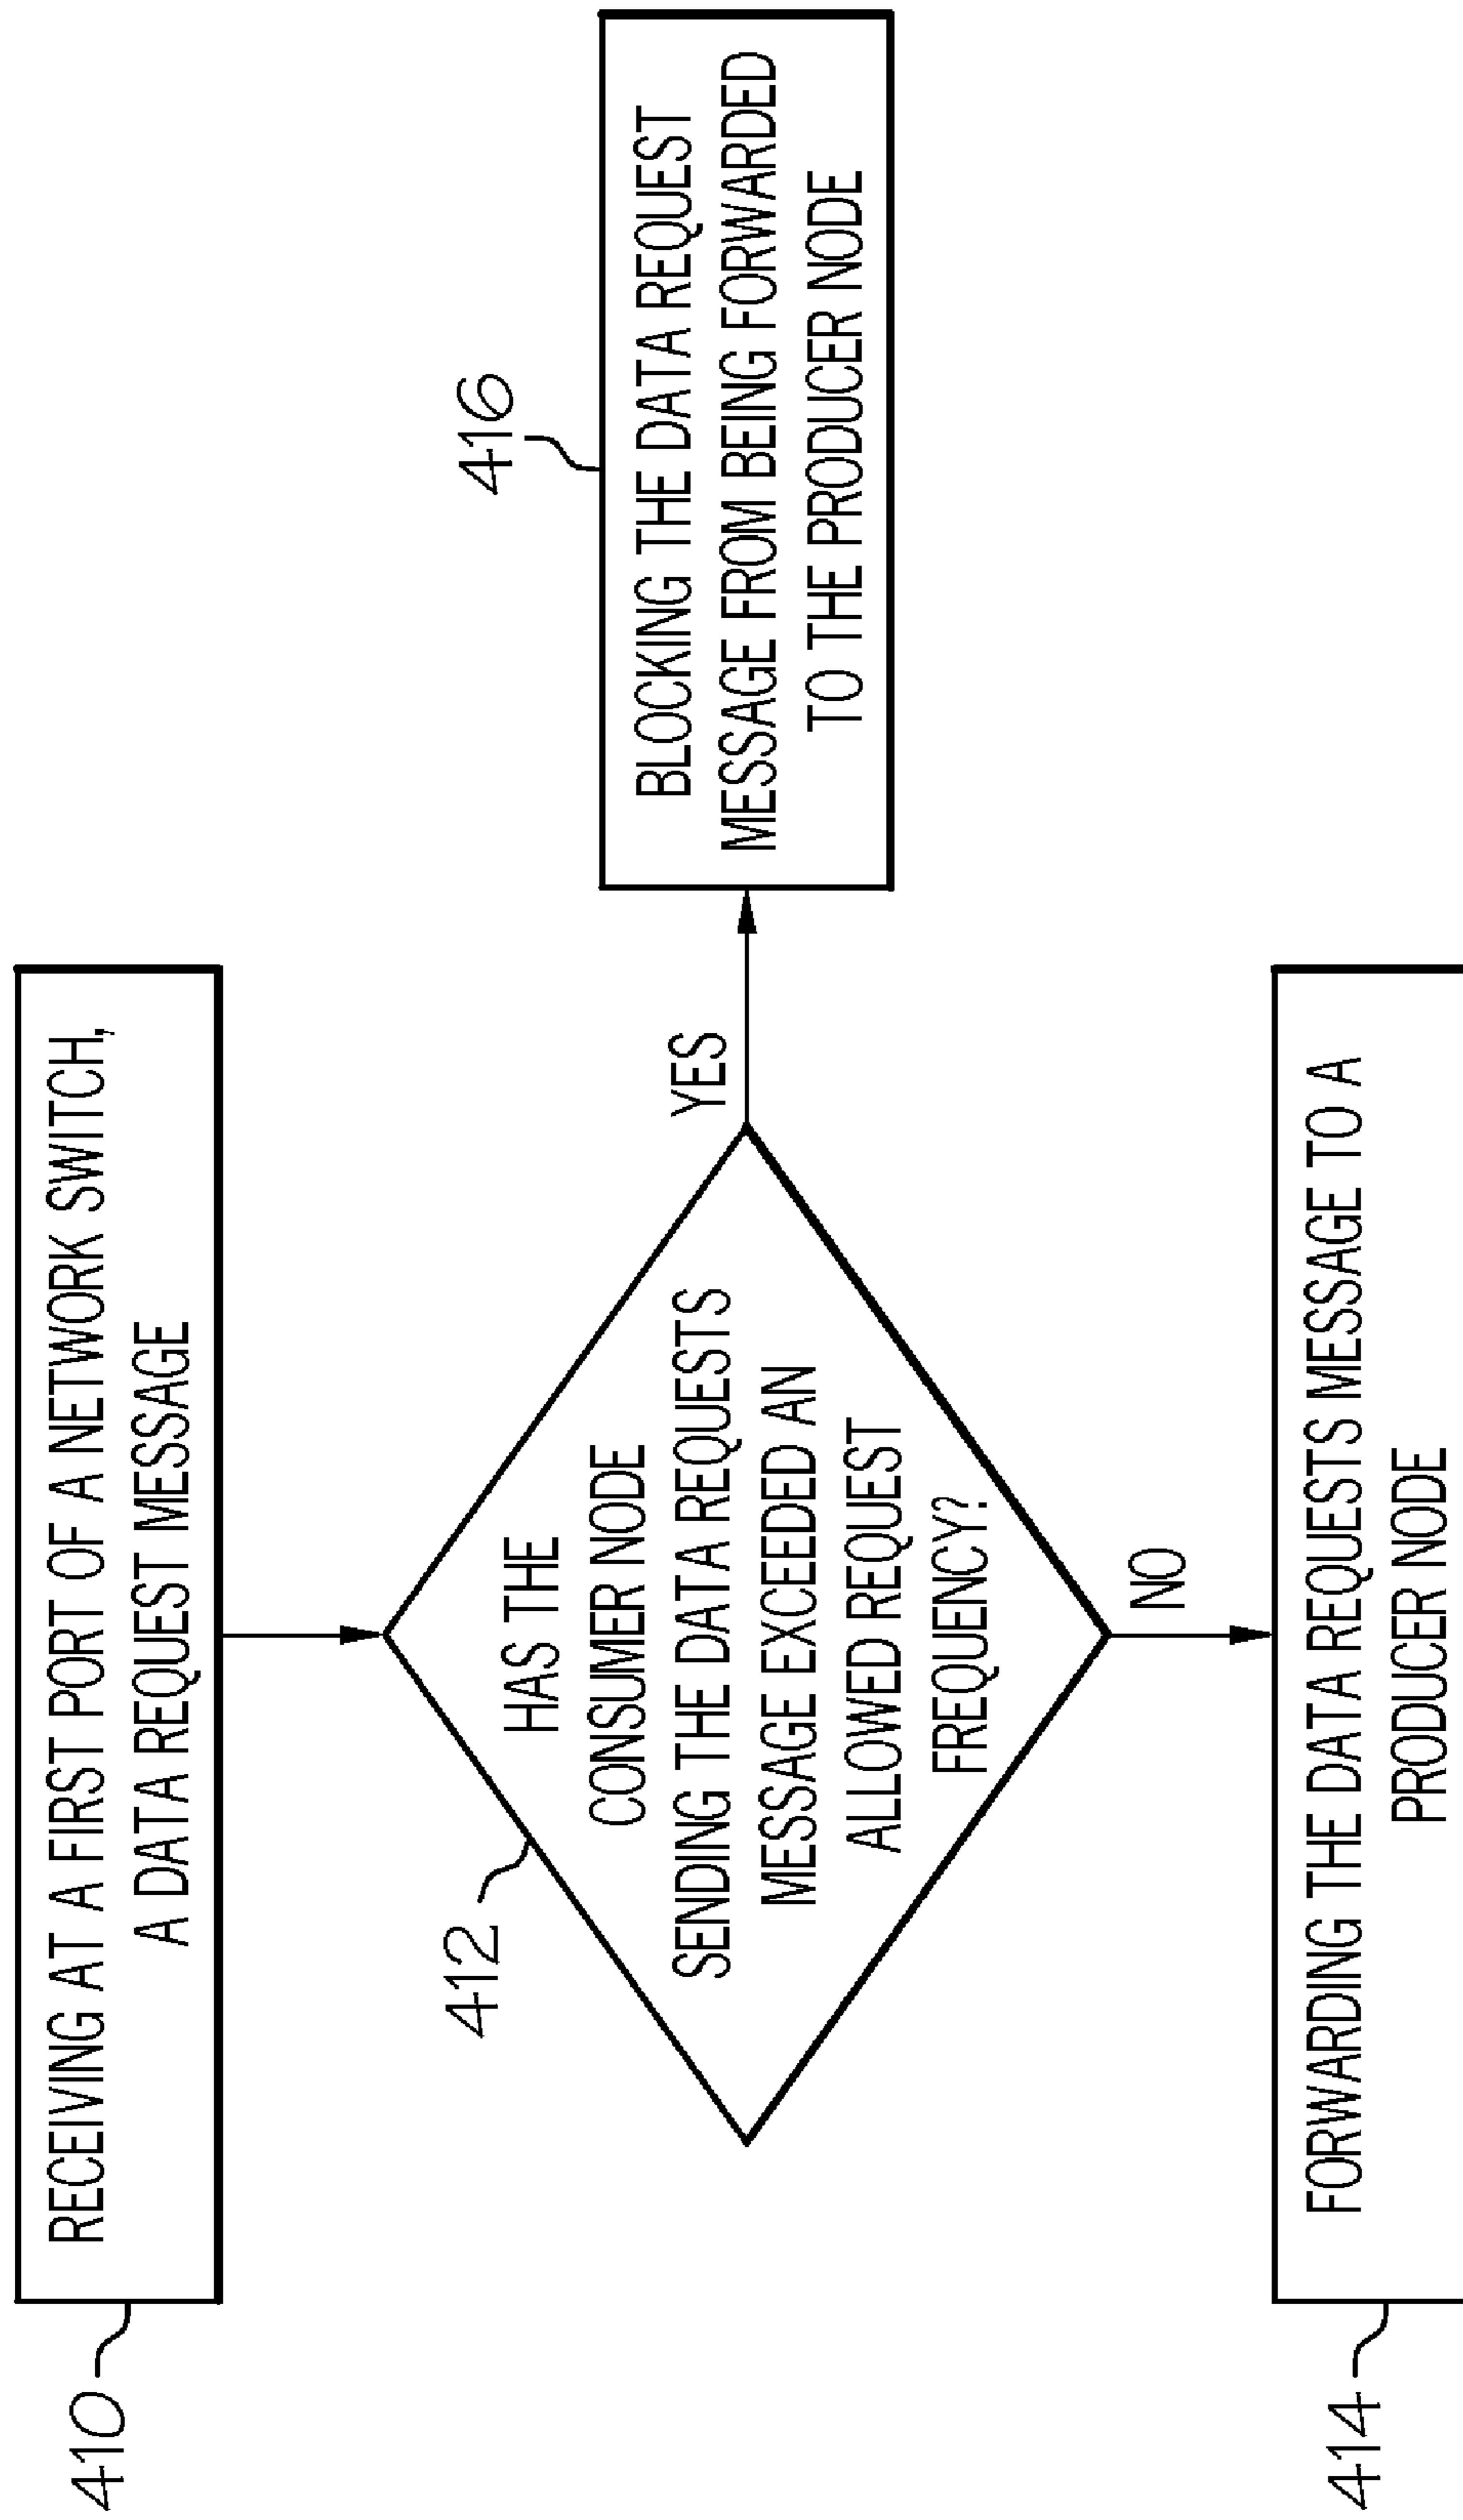 410
RECEIVING AT A FIRST PORT OF A NETWORK SWITCH,
A DATA REQUEST MESSAGE
412
HAS THE
CONSUMER NODE
SENDING THE DATA REQUESTS
MESSAGE EXCEEDED AN
ALLOWED REQUEST
FREQUENCY?
YES
416
BLOCKING THE DATA REQUEST
MESSAGE FROM BEING FORWARDED
TO THE PRODUCER NODE
NO
414
FORWARDING THE DATA REQUESTS MESSAGE TO A
PRODUCER NODE